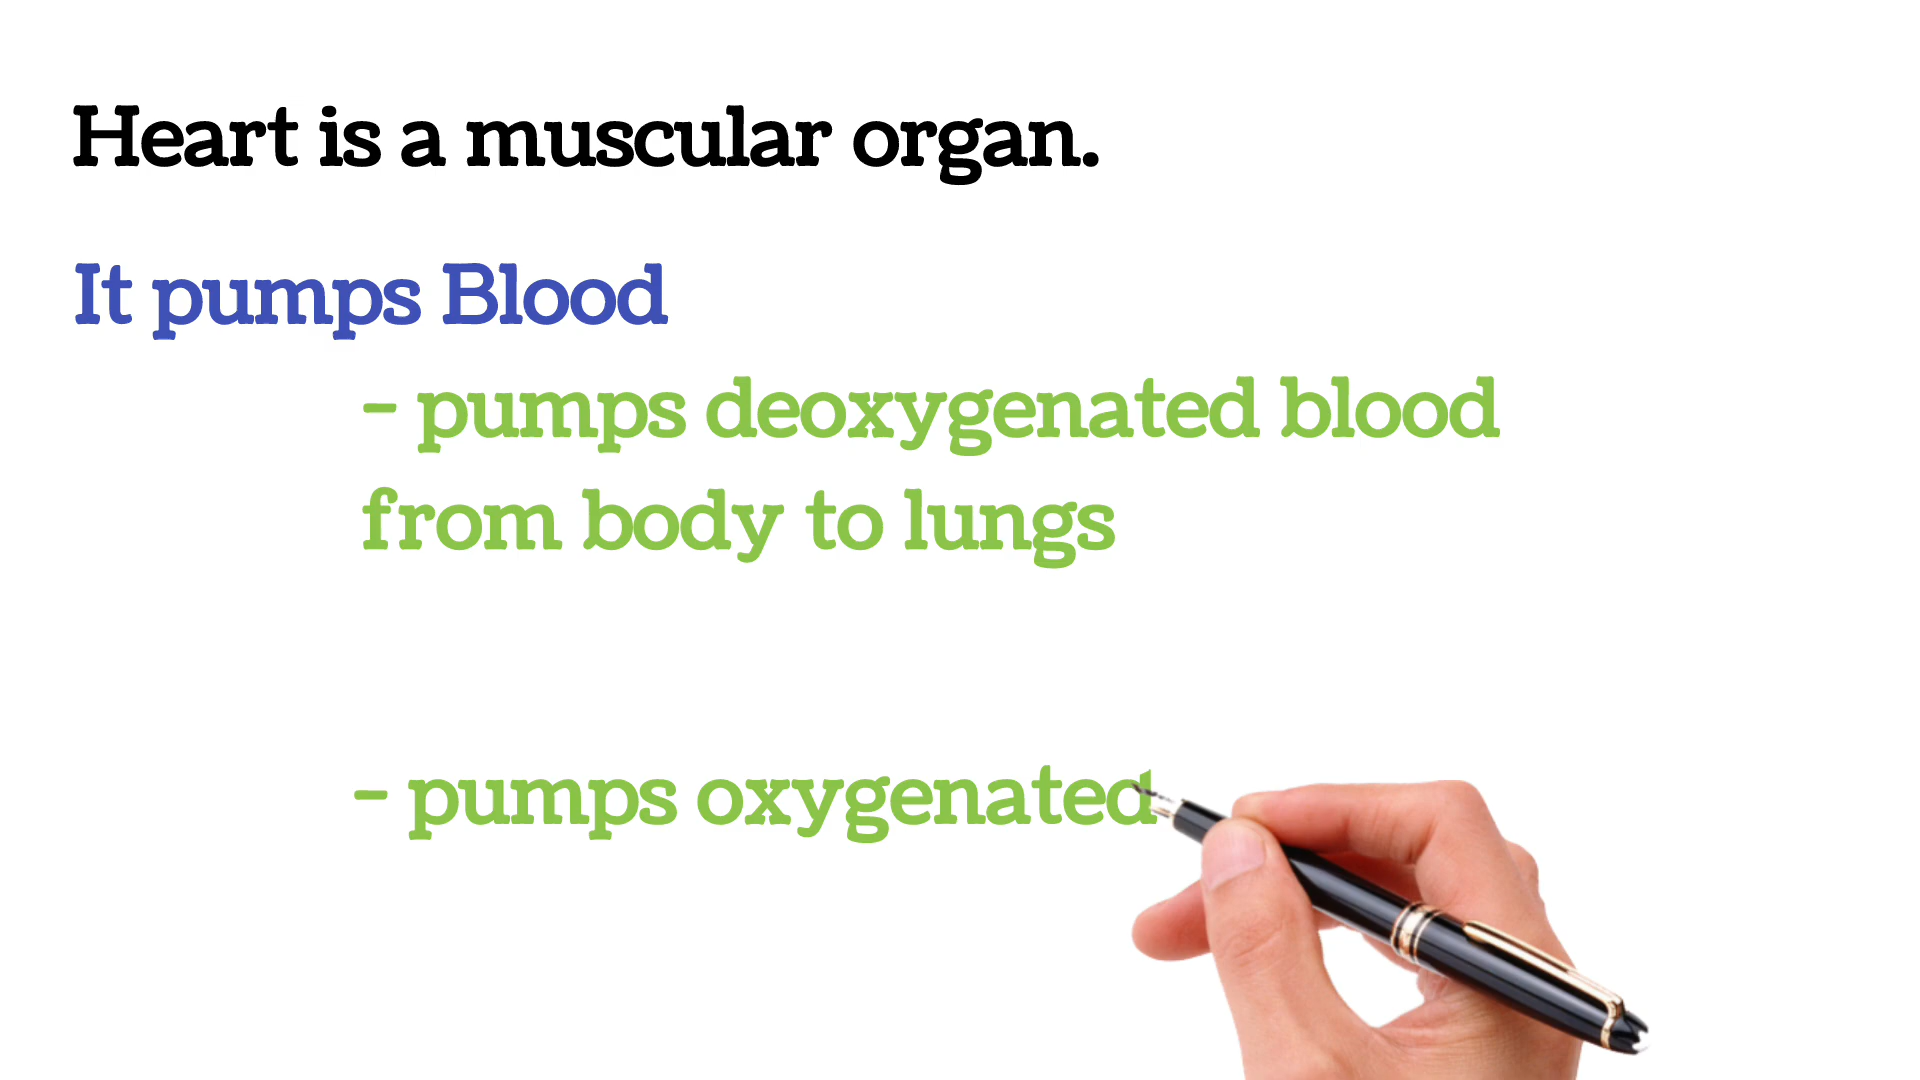 Heart is a muscular organ.
It pumps Blood
- pumps deoxygenated blood
from body to lungs
- pumps oxygenated